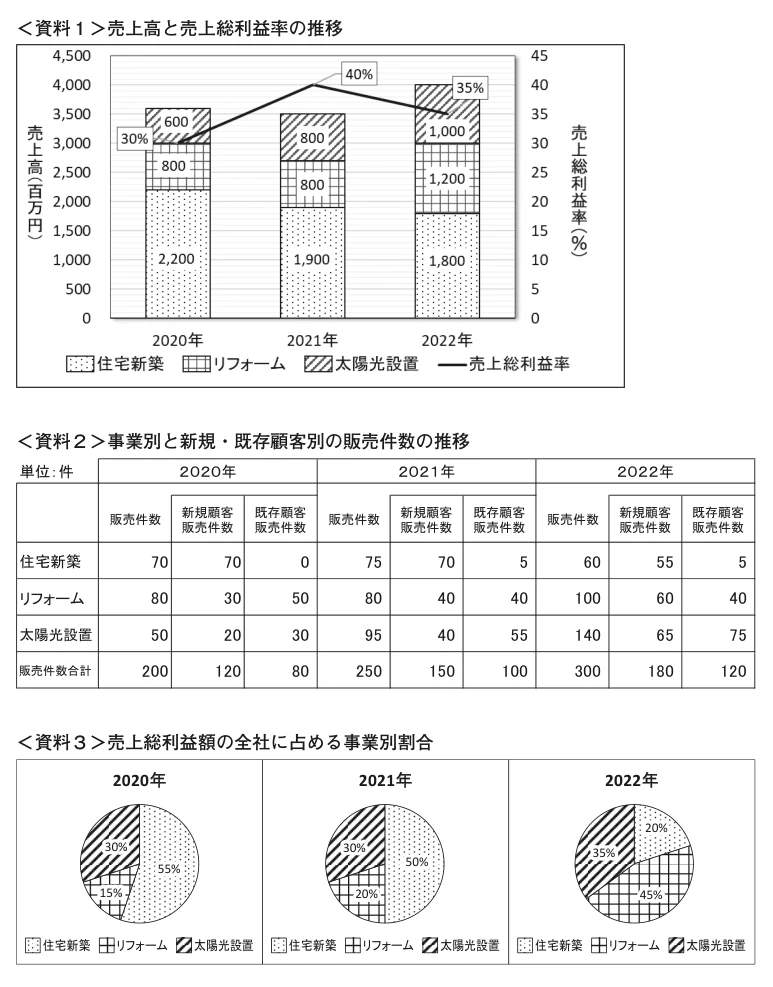 ＜資料１＞売上高と売上総利益率の推移
4,500 45
4,000 40% 40
35%
3,500 600 35
30% 800 1,000
3,000 30
800
2,500 800 1,200 25
2,000 20
1,500 15
2,200 1,900 1,800
1,000 10
500 5
0 0
売上高（百万円）
売上総利益率（％）
2020年 2021年 2022年
住宅新築 リフォーム 太陽光設置 売上総利益率
＜資料２＞事業別と新規・既存顧客別の販売件数の推移
単位：件 2020年 2021年 2022年
販売件数 新規顧客販売件数 既存顧客販売件数 販売件数 新規顧客販売件数 既存顧客販売件数 販売件数 新規顧客販売件数 既存顧客販売件数
住宅新築 70 70 0 75 70 5 60 55 5
リフォーム 80 30 50 80 40 40 100 60 40
太陽光設置 50 20 30 95 40 55 140 65 75
販売件数合計 200 120 80 250 150 100 300 180 120
＜資料３＞売上総利益額の全社に占める事業別割合
2020年
30%
55%
15%
住宅新築 リフォーム 太陽光設置
2021年
30%
50%
20%
住宅新築 リフォーム 太陽光設置
2022年
20%
35%
45%
住宅新築 リフォーム 太陽光設置